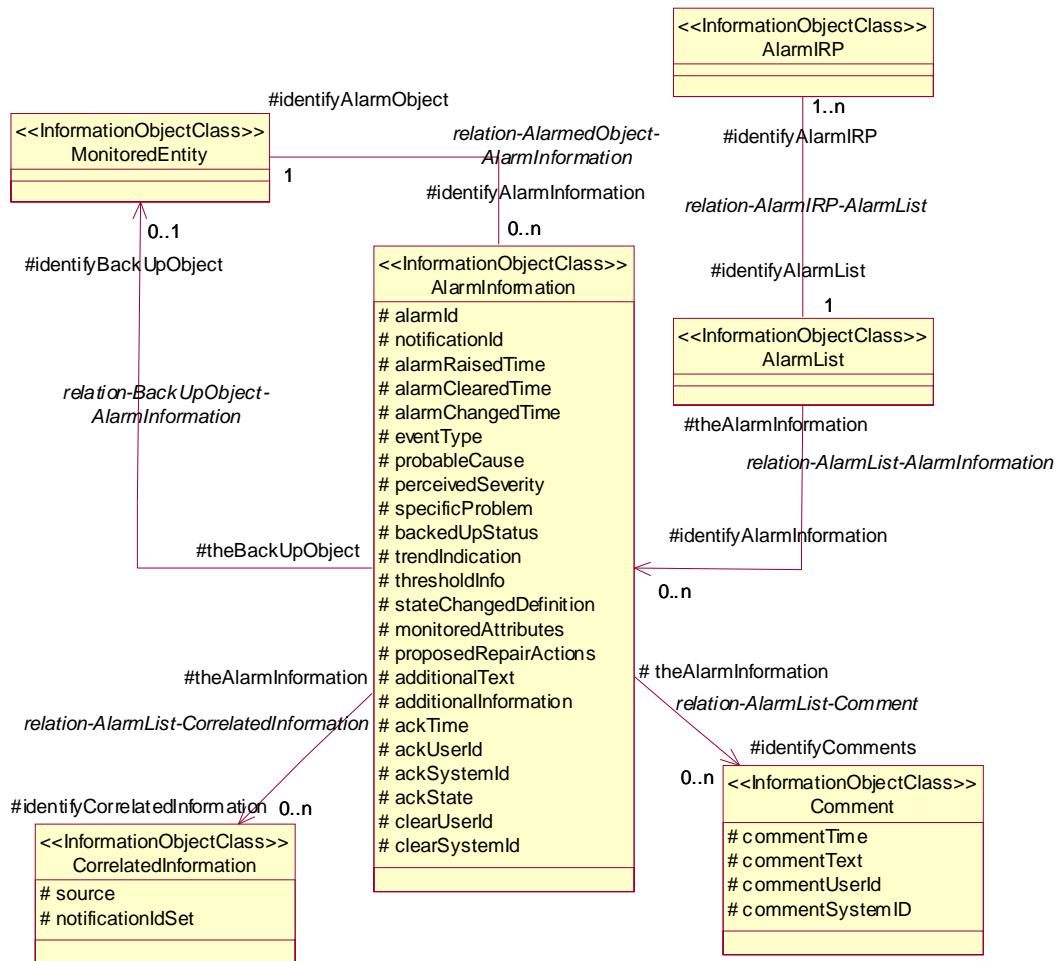 <<InformationObjectClass>>
AlarmIRP
1..n
#identifyAlarmIRP
relation-AlarmIRP-AlarmList
#identifyAlarmList
1
<<InformationObjectClass>>
AlarmList
#theAlarmInformation
relation-AlarmList-AlarmInformation
#identifyAlarmInformation
0..n
#identifyAlarmObject
<<InformationObjectClass>>
MonitoredEntity
1
relation-AlarmedObject-
AlarmInformation
#identifyAlarmInformation
0..n
0..1
#identifyBackUpObject
relation-BackUpObject-
AlarmInformation
#theBackUpObject
<<InformationObjectClass>>
AlarmInformation
# alarmId
# notificationId
# alarmRaisedTime
# alarmClearedTime
# alarmChangedTime
# eventType
# probableCause
# perceivedSeverity
# specificProblem
# backedUpStatus
# trendIndication
# thresholdInfo
# stateChangedDefinition
# monitoredAttributes
# proposedRepairActions
# additionalText
# additionalInformation
# ackTime
# ackUserId
# ackSystemId
# ackState
# clearUserId
# clearSystemId
#theAlarmInformation
relation-AlarmList-CorrelatedInformation
#identifyCorrelatedInformation
0..n
<<InformationObjectClass>>
CorrelatedInformation
# source
# notificationIdSet
# theAlarmInformation
relation-AlarmList-Comment
#identifyComments
0..n
<<InformationObjectClass>>
Comment
# commentTime
# commentText
# commentUserId
# commentSystemID